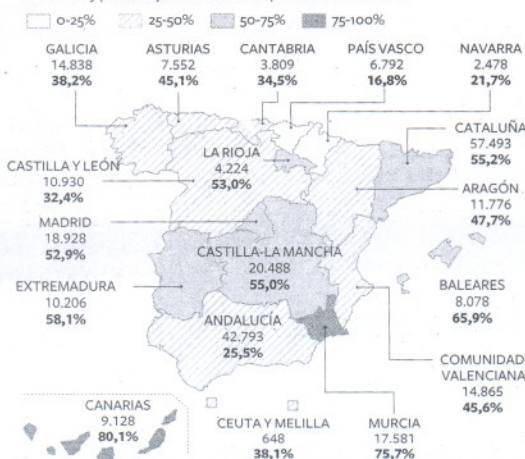 0-25% 25-50% 50-75% 75-100%
GALICIA
14.838
38,2%
ASTURIAS
7.552
45,1%
CANTABRIA
3.809
34,5%
PAÍS VASCO
6.792
16,8%
NAVARRA
2.478
21,7%
CATALUÑA
57.493
55,2%
LA RIOJA
4.224
53,0%
CASTILLA Y LEÓN
10.930
32,4%
ARAGÓN
11.776
47,7%
MADRID
18.928
52,9%
CASTILLA-LA MANCHA
20.488
55,0%
EXTREMADURA
10.206
58,1%
BALEARES
8.078
65,9%
ANDALUCÍA
42.793
25,5%
COMUNIDAD
VALENCIANA
14.865
45,6%
CANARIAS
9.128
80,1%
CEUTA Y MELILLA
648
38,1%
MURCIA
17.581
75,7%